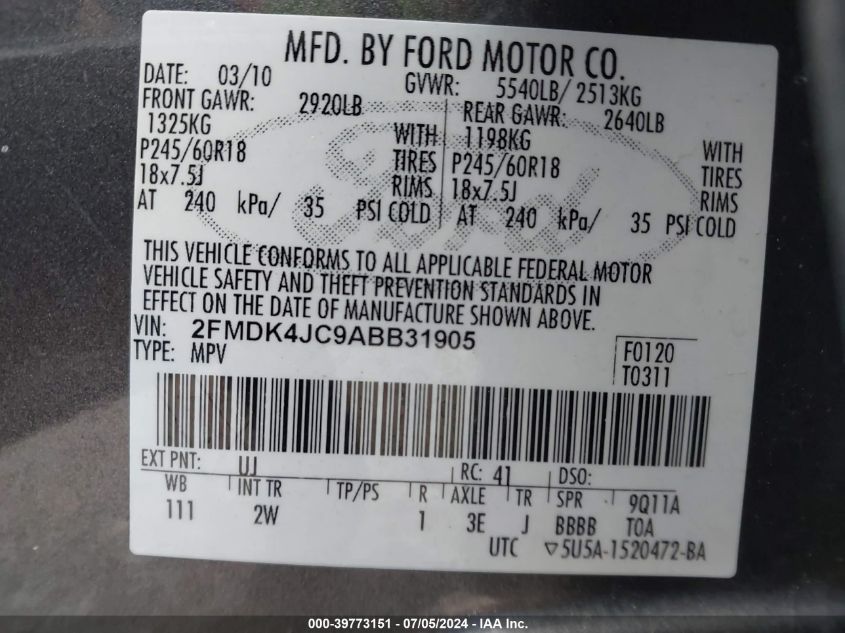 MFD. BY FORD MOTOR CO.
DATE: 03/10 GVWR: 5540LB/ 2513KG
FRONT GAWR: 2920LB REAR GAWR: 2640LB
1325KG WITH 1198KG WITH
P245/60R18 TIRES P245/60R18 TIRES
18x7.5J RIMS 18x7.5J RIMS
AT 240 kPa/ 35 PSI COLD AT 240 kPa/ 35 PSI COLD
Ford
THIS VEHICLE CONFORMS TO ALL APPLICABLE FEDERAL MOTOR
VEHICLE SAFETY AND THEFT PREVENTION STANDARDS IN
EFFECT ON THE DATE OF MANUFACTURE SHOWN ABOVE.
VIN: 2FMDK4JC9ABB31905
TYPE: MPV
F0120
T0311
EXT PNT: UJ RC: 41 DSO:
WB INT TR TP/PS R AXLE TR SPR 9Q11A
111 2W 1 3E J BBBB TOA
UTC ▽5U5A-1520472-BA
000-39773151 / 07/05/2024 - IAA, Inc.